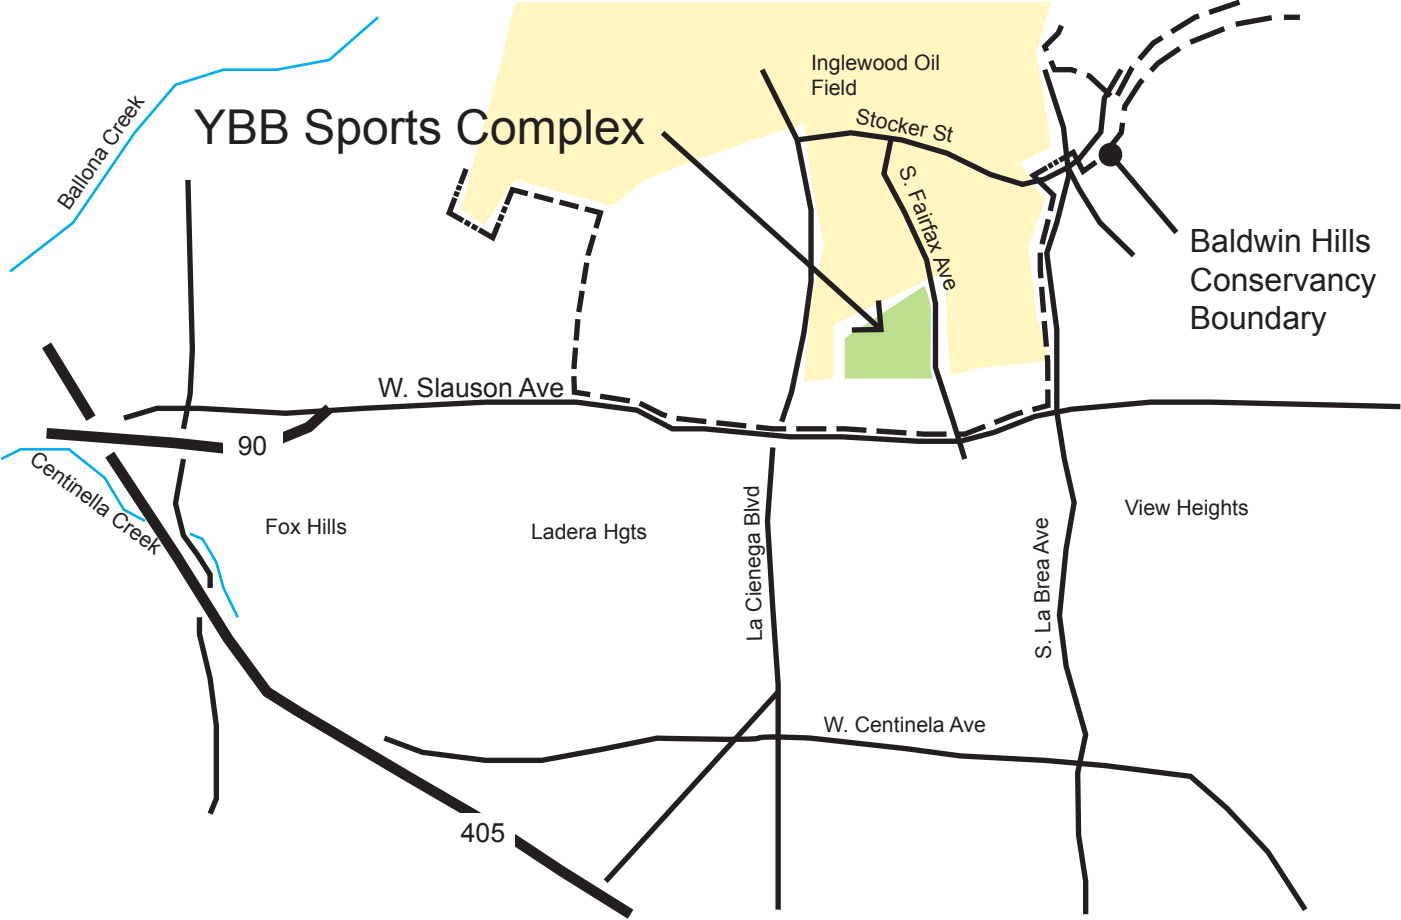 Inglewood Oil
Field
Ballona Creek
YBB Sports Complex
Stocker St
S. Fairfax Ave
Baldwin Hills
Conservancy
Boundary
W. Slauson Ave
90
Centinella Creek
Fox Hills
Ladera Hgts
La Cienega Blvd
S. La Brea Ave
View Heights
W. Centinela Ave
405